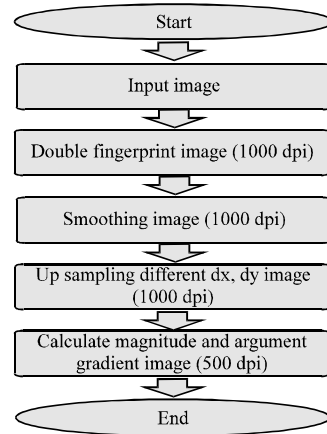 Start
Input image
Double fingerprint image (1000 dpi)
Smoothing image (1000 dpi)
Up sampling different dx, dy image
(1000 dpi)
Calculate magnitude and argument
gradient image (500 dpi)
End